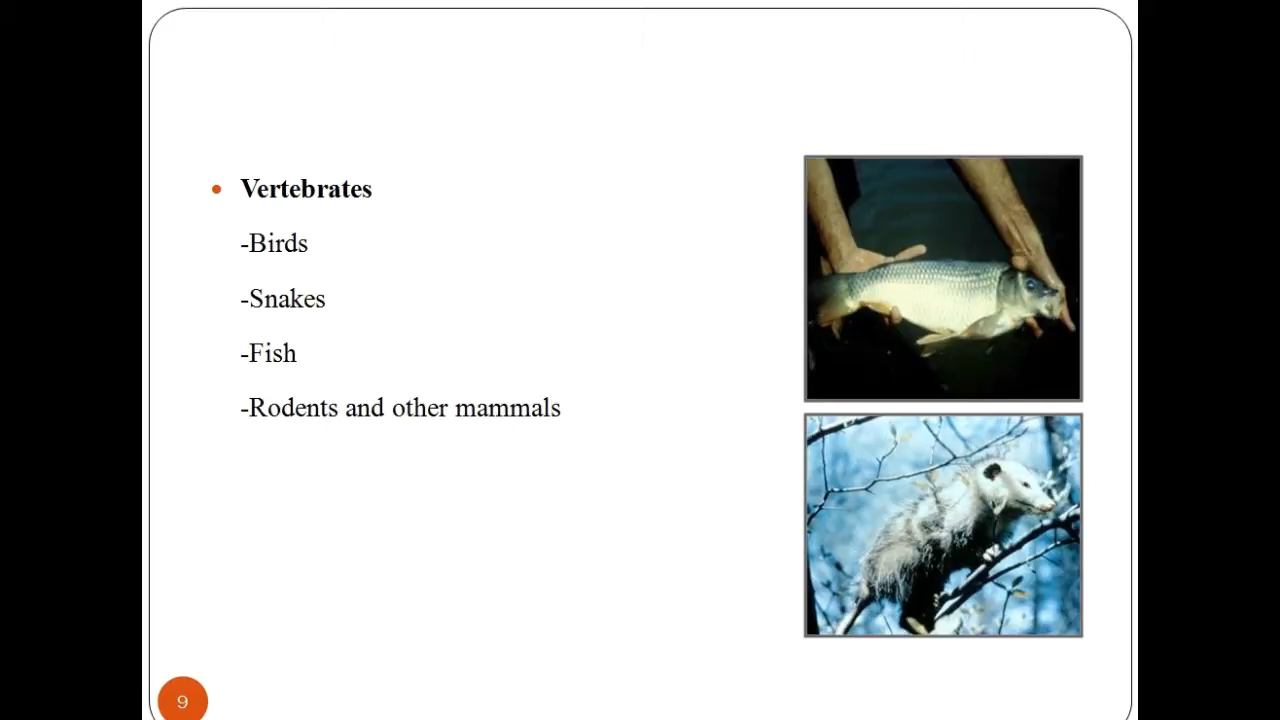 • Vertebrates
-Birds
-Snakes
-Fish
-Rodents and other mammals
9